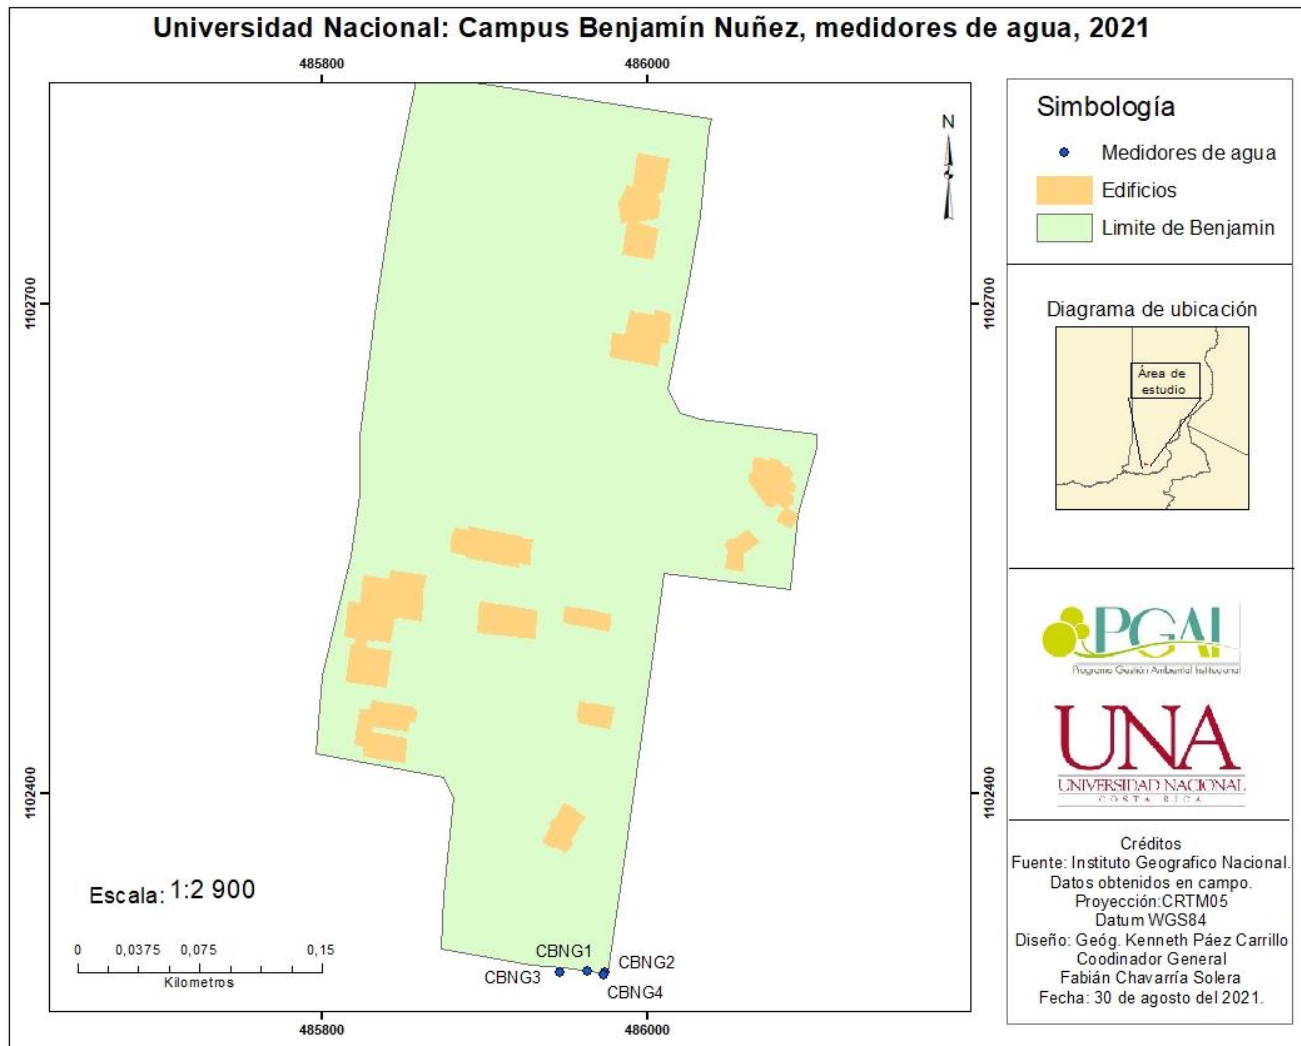 Universidad Nacional: Campus Benjamín Nuñez, medidores de agua, 2021
485800
486000
N
1102700
1102700
1102400
1102400
Escala: 1:2 900
0
0,0375
0,075
0,15
Kilometros
CBNG1
CBNG3
CBNG2
CBNG4
485800
486000
Simbología
Medidores de agua
Edificios
Limite de Benjamin
Diagrama de ubicación
Área de
estudio
PGAI
Programa Gestión Ambiental Institucional
UNA
UNIVERSIDAD NACIONAL
COSTA RICA
Créditos
Fuente: Instituto Geografico Nacional.
Datos obtenidos en campo.
Proyección:CRTM05
Datum WGS84
Diseño: Geóg. Kenneth Páez Carrillo
Coodinador General
Fabián Chavarría Solera
Fecha: 30 de agosto del 2021.